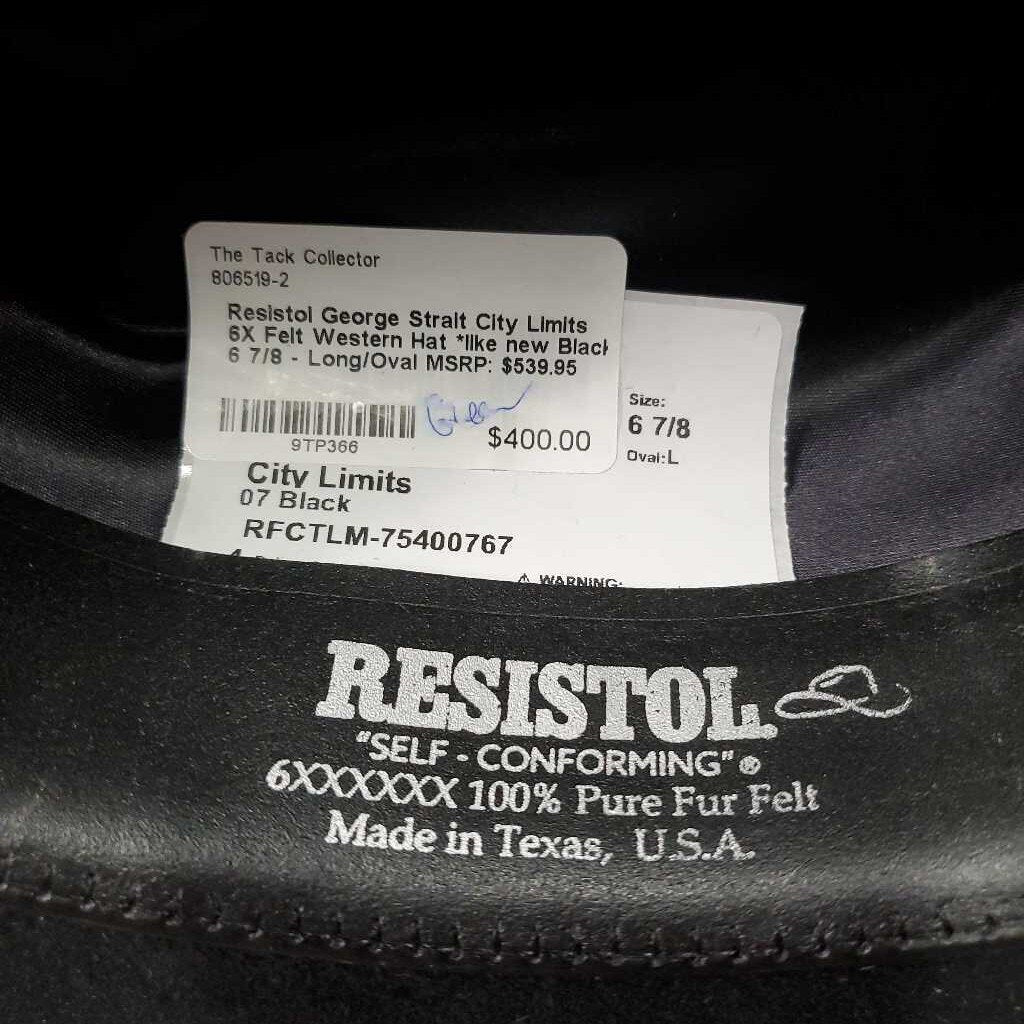 The Tack Collector
806519-2
Resistol George Strait City Limits
6X Felt Western Hat *like new Black
6 7/8 - Long/Oval MSRP: $539.95
9TP366
$400.00
Size:
6 7/8
Oval:L
City Limits
07 Black
RFCTLM-75400767
⚠ WARNING:
RESISTOL
"SELF - CONFORMING"®
6XXXXXXX 100% Pure Fur Felt
Made in Texas, U.S.A.